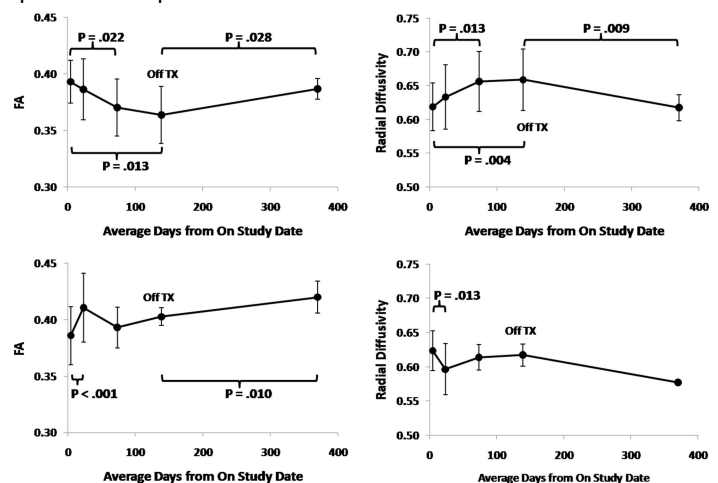 0.45
P = .022
P = .028
0.40
Off TX
FA
0.35
P = .013
0.30
0 100 200 300 400
Average Days from On Study Date
0.75
P = .013
P = .009
0.70
0.65
Radial Diffusivity
0.60
Off TX
0.55
P = .004
0.50
0 100 200 300 400
Average Days from On Study Date
0.45
Off TX
0.40
FA
0.35
P < .001
P = .010
0.30
0 100 200 300 400
Average Days from On Study Date
0.75
0.70
P = .013
0.65
Off TX
Radial Diffusivity
0.60
0.55
0.50
0 100 200 300 400
Average Days from On Study Date